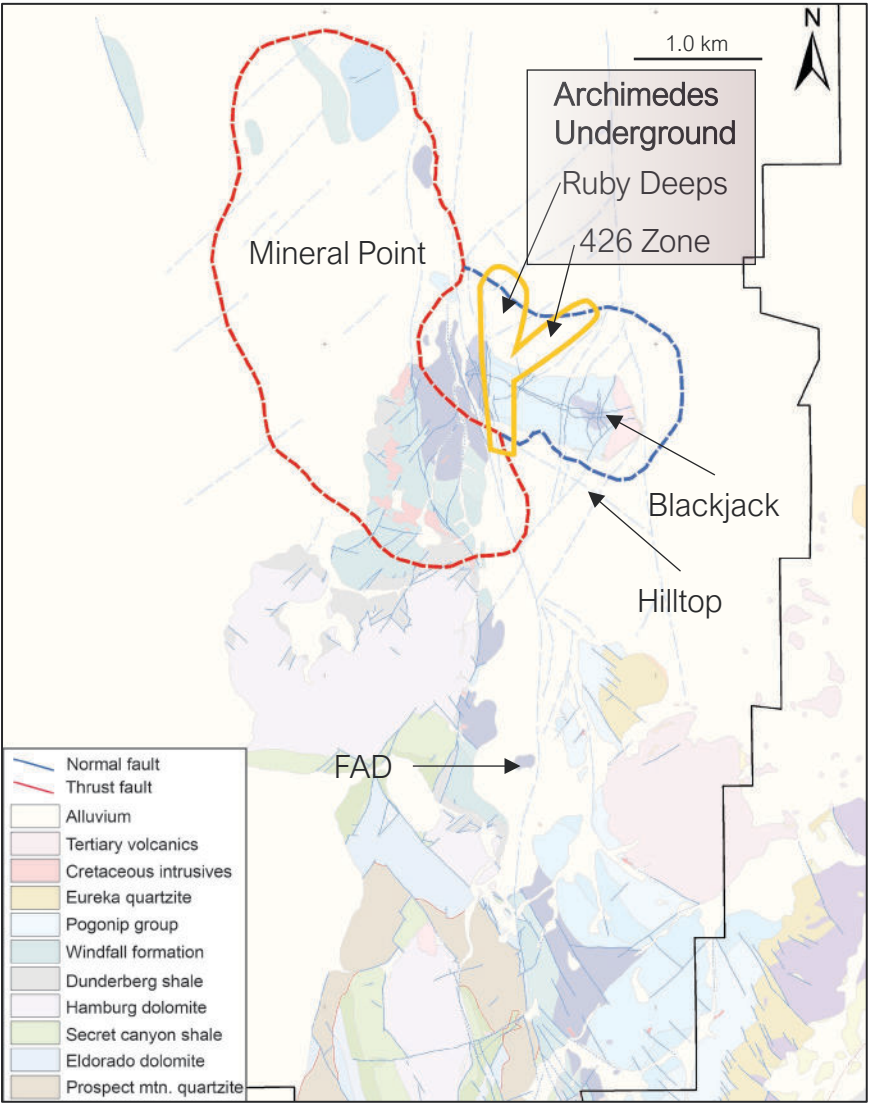 N
1.0 km
Archimedes
Underground
Ruby Deeps
426 Zone
Mineral Point
Blackjack
Hilltop
FAD
Normal fault
Thrust fault
Alluvium
Tertiary volcanics
Cretaceous intrusives
Eureka quartzite
Pogonip group
Windfall formation
Dunderberg shale
Hamburg dolomite
Secret canyon shale
Eldorado dolomite
Prospect mtn. quartzite